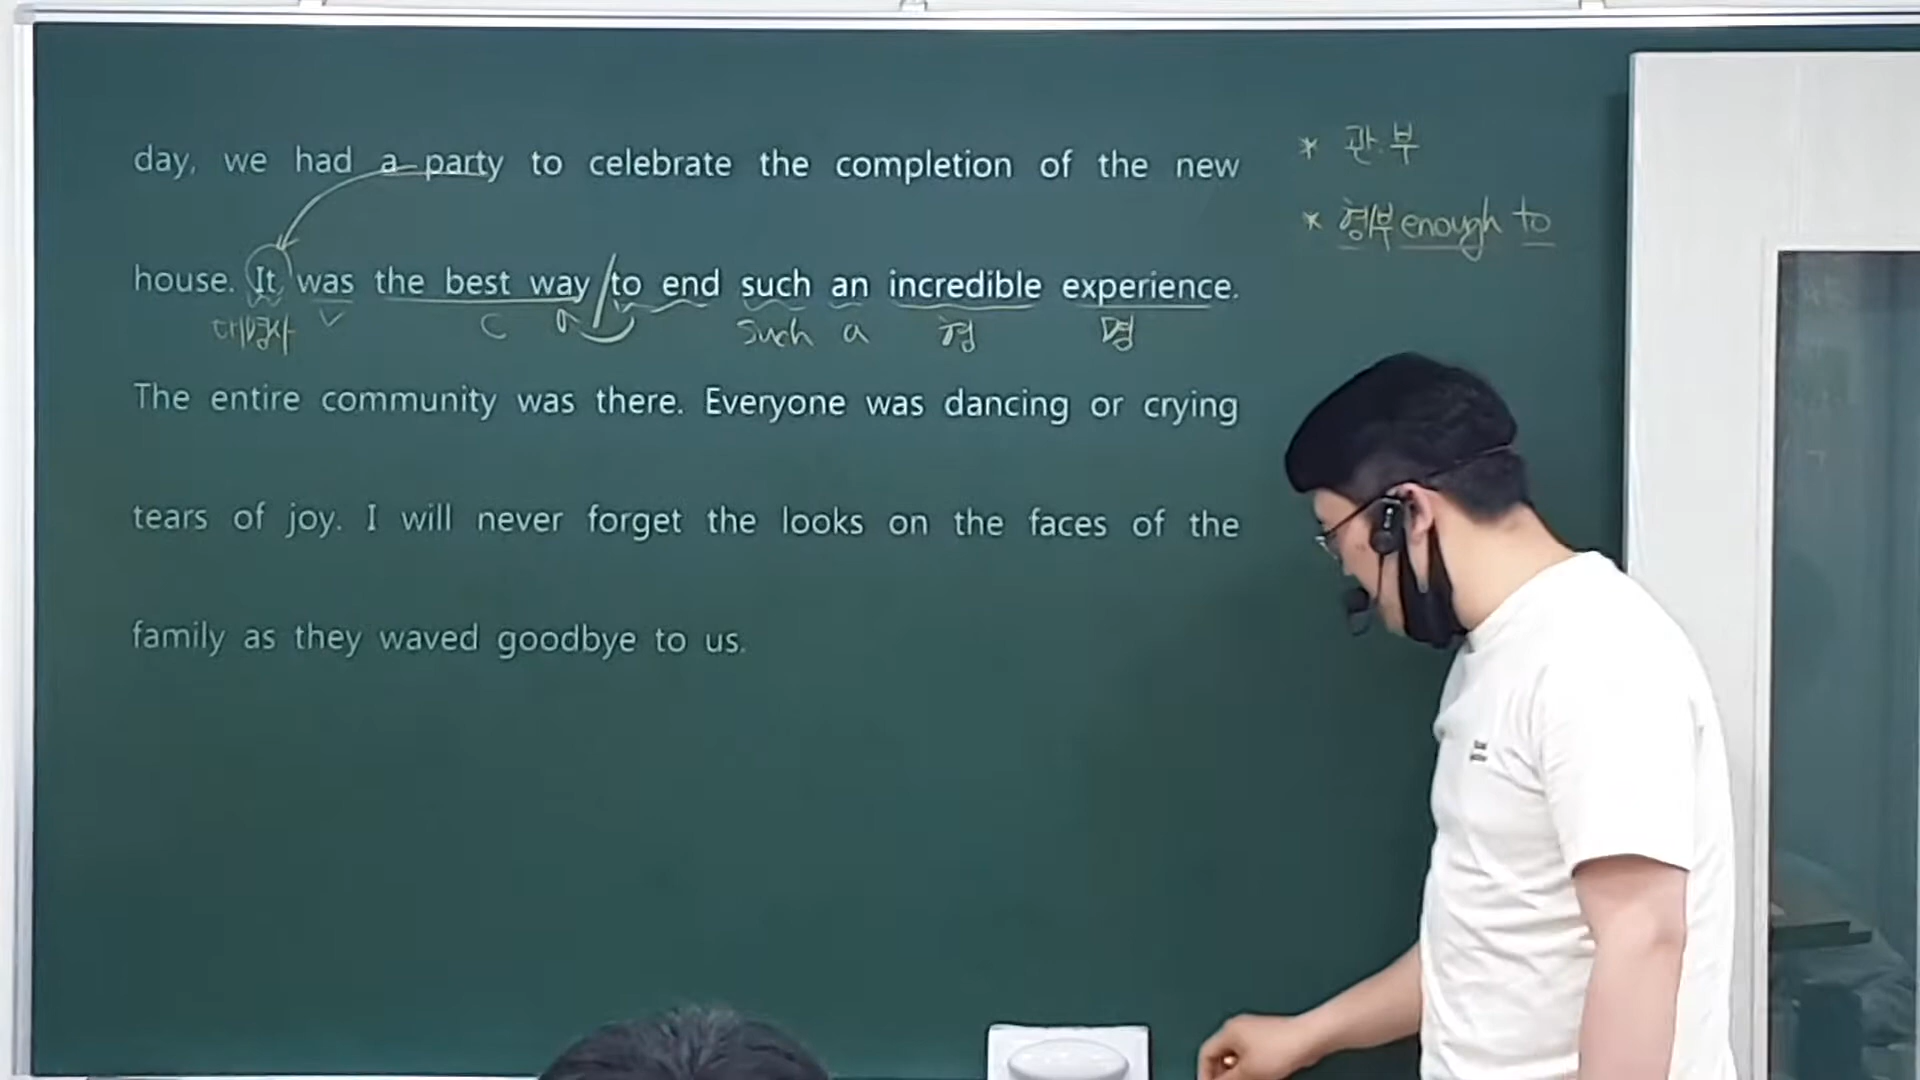 day, we had a party to celebrate the completion of the new
* 관.부
* 형/부 enough to
house. It was the best way / to end such an incredible experience.
대명사 V C such a 형 명
The entire community was there. Everyone was dancing or crying
tears of joy. I will never forget the looks on the faces of the
family as they waved goodbye to us.